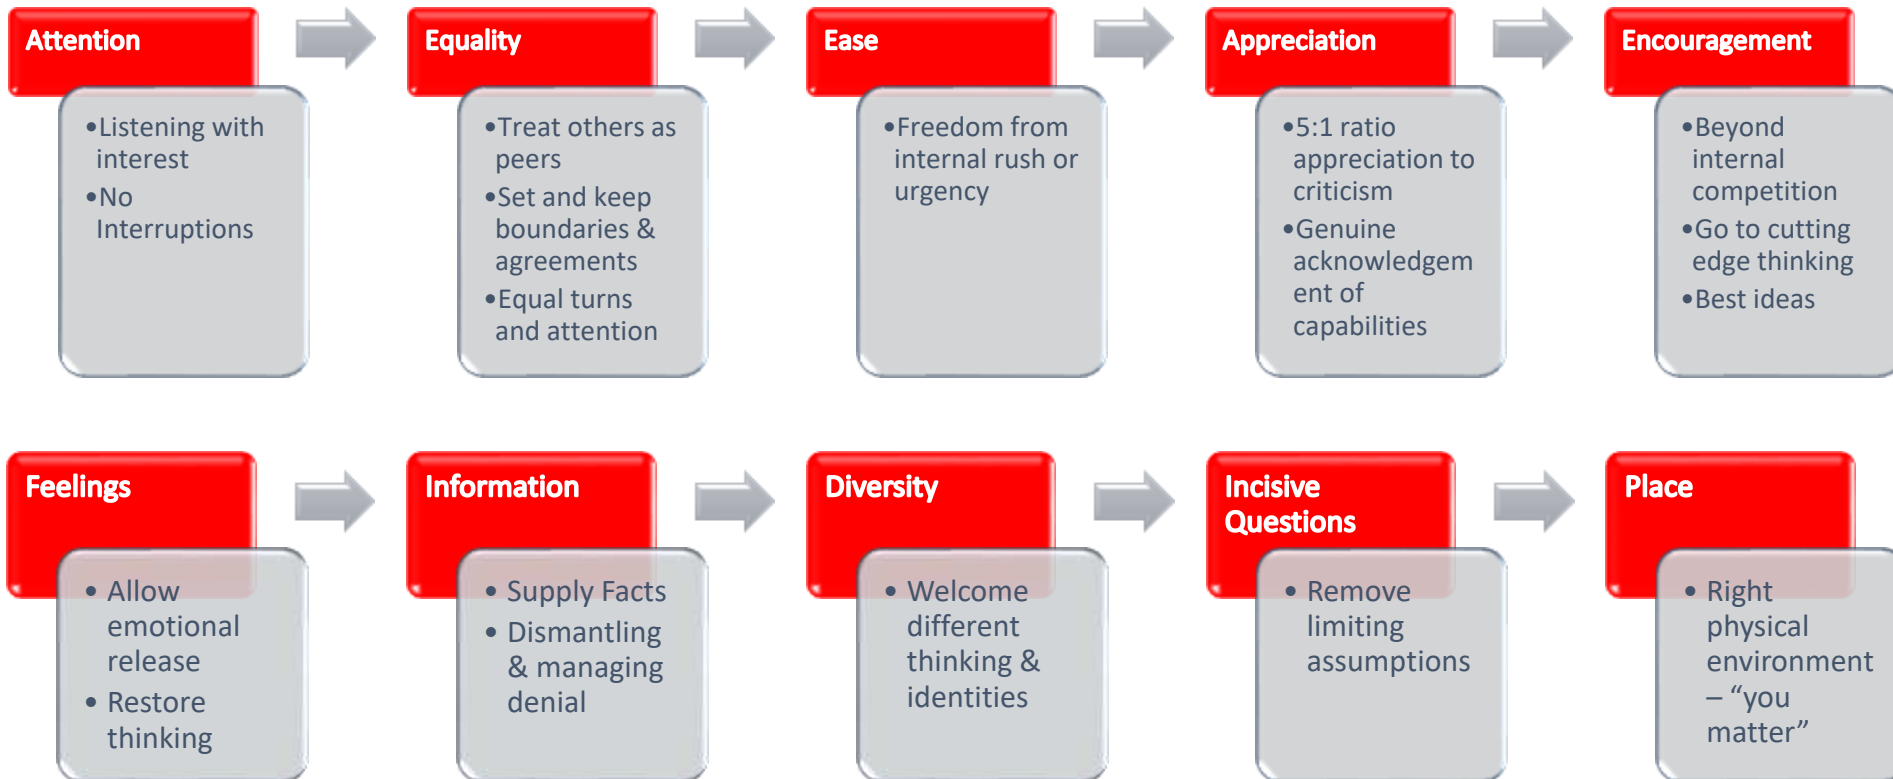 Attention
•Listening with
interest
•No
Interruptions
Equality
•Treat others as
peers
•Set and keep
boundaries &
agreements
•Equal turns
and attention
Ease
•Freedom from
internal rush or
urgency
Appreciation
•5:1 ratio
appreciation to
criticism
•Genuine
acknowledgem
ent of
capabilities
Encouragement
•Beyond
internal
competition
•Go to cutting
edge thinking
•Best ideas
Feelings
• Allow
emotional
release
• Restore
thinking
Information
• Supply Facts
• Dismantling
& managing
denial
Diversity
• Welcome
different
thinking &
identities
Incisive
Questions
• Remove
limiting
assumptions
Place
• Right
physical
environment
– “you
matter”